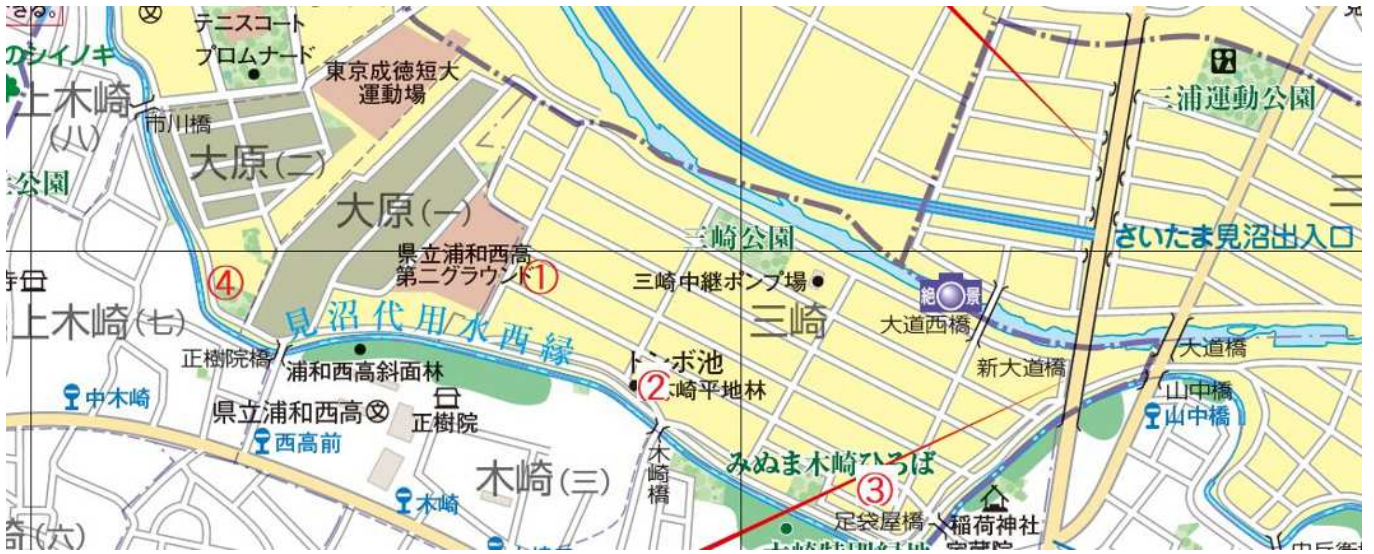 きる。
テニスコート
プロムナード
東京成徳短大
運動場
のシイノキ
上木崎
(八)
市川橋
大原(二)
公園
大原(一)
三浦運動公園
三
さいたま見沼出入口
三崎公園
県立浦和西高
第二グラウンド
①
三崎中継ポンプ場
三崎
絶景
大道西橋
新大道橋
大道橋
山中橋
山中橋
④
寺
上木崎(七)
見沼代用水西縁
正樹院橋
浦和西高斜面林
県立浦和西高
正樹院
中木崎
西高前
木崎
木崎(三)
トンボ池
②
木崎平地林
木崎橋
みぬま木崎ひろば
③
足袋屋橋
稲荷神社
崎(六)